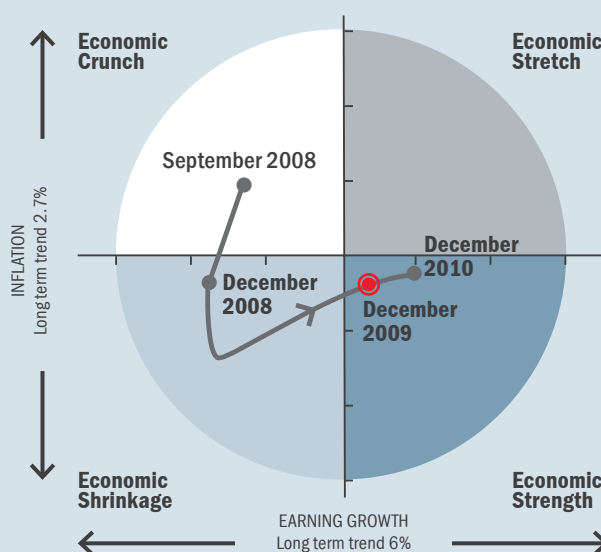 Economic
Crunch
Economic
Stretch
September 2008
INFLATION
Long term trend 2.7%
December
2010
December
2008
December
2009
Economic
Shrinkage
Economic
Strength
EARNING GROWTH
Long term trend 6%